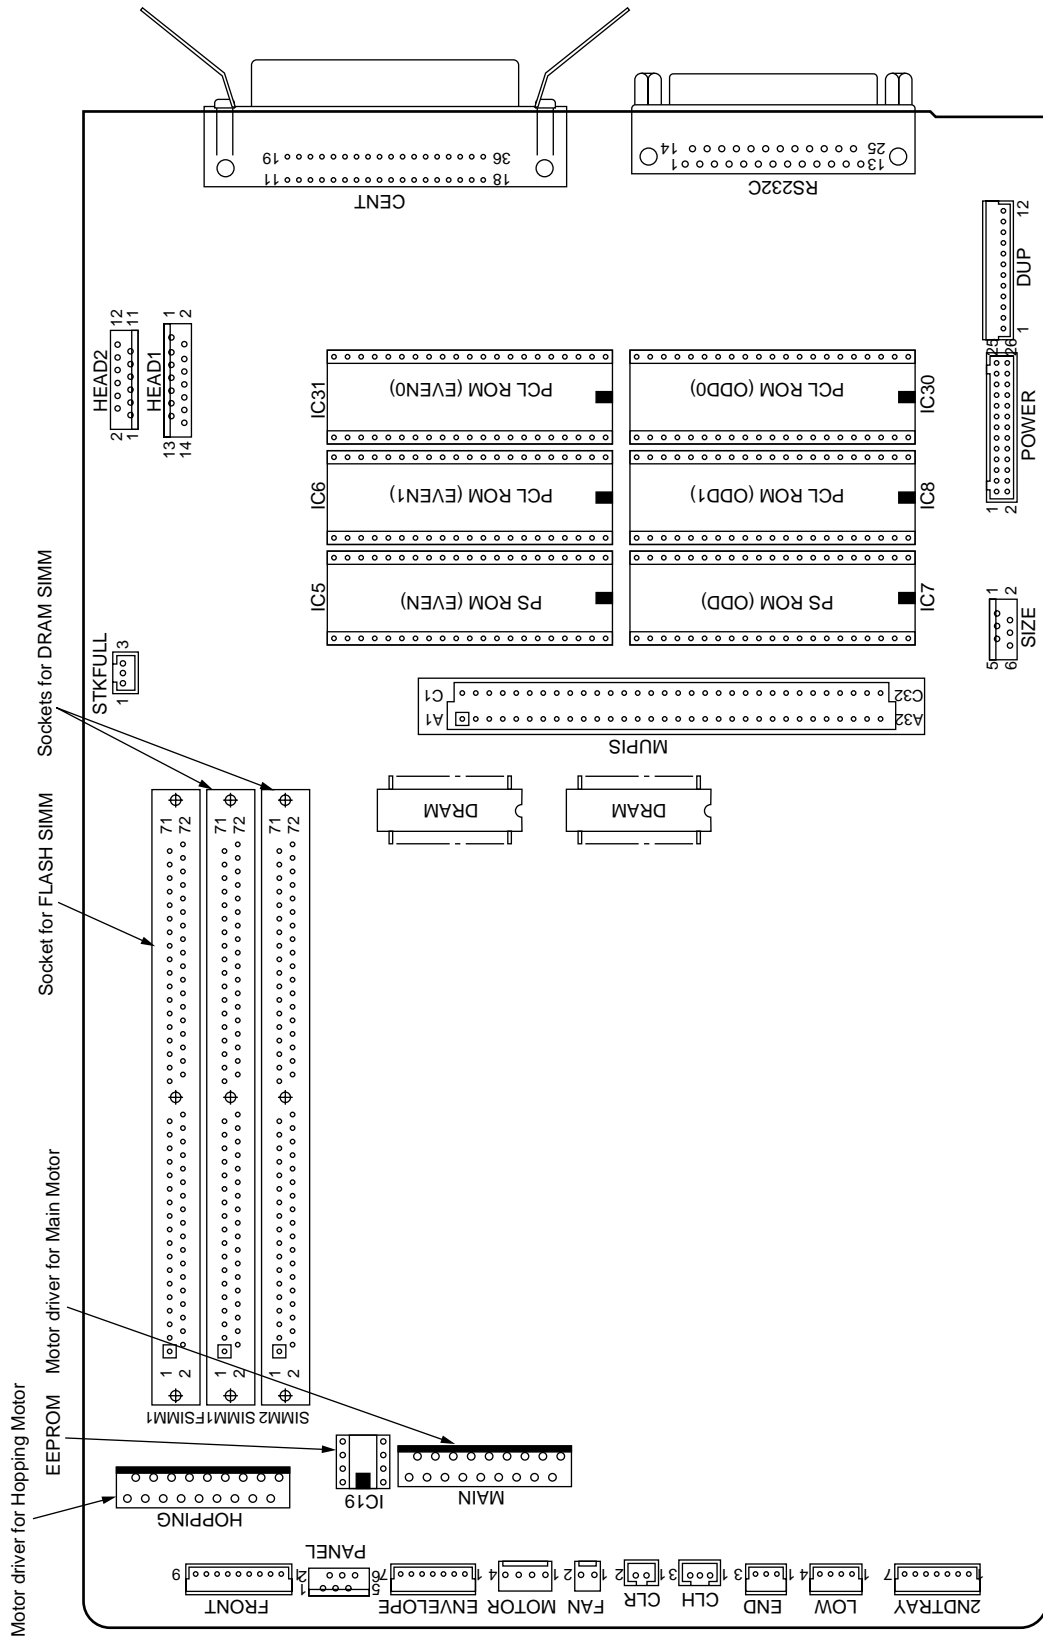 CENT
19
36
11
18
RS232C
14
25
1
13
DUP
1
12
POWER
25
26
1
2
SIZE
1
2
5
6
HEAD2
12
11
2
1
HEAD1
1
2
13
14
STKFULL
1
3
IC31
PCL ROM (EVEN0)
PCL ROM (ODD0)
IC30
IC6
PCL ROM (EVEN1)
PCL ROM (ODD1)
IC8
IC5
PS ROM (EVEN)
PS ROM (ODD)
IC7
MUPIS
C1
C32
A1
A32
DRAM
DRAM
Sockets for DRAM SIMM
Socket for FLASH SIMM
71
72
71
72
71
72
1
2
1
2
1
2
FSIMM1
SIMM1
SIMM2
Motor driver for Main Motor
EEPROM
Motor driver for Hopping Motor
HOPPING
IC19
MAIN
FRONT
9
1
PANEL
2
1
6
5
ENVELOPE
7
1
MOTOR
4
1
FAN
2
1
CLR
2
1
CLH
3
1
END
3
1
LOW
4
1
2NDTRAY
7
1